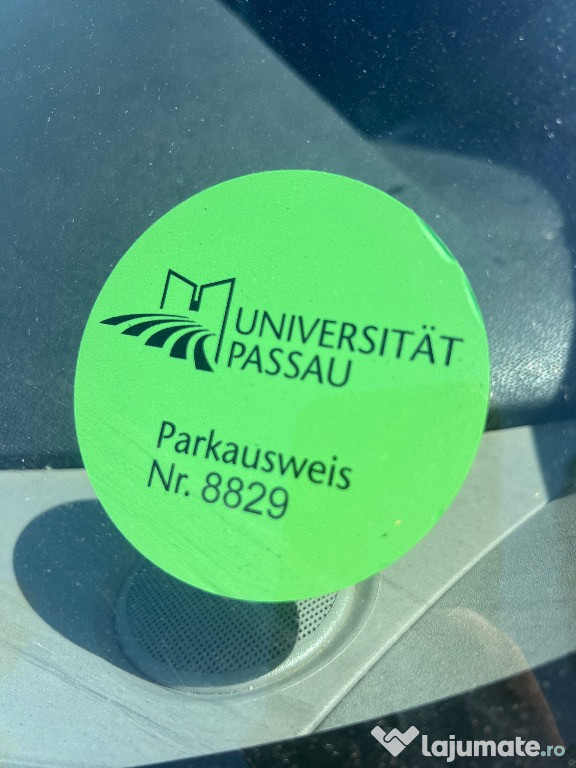 UNIVERSITÄT
PASSAU
Parkausweis
Nr. 8829
lajumate.ro